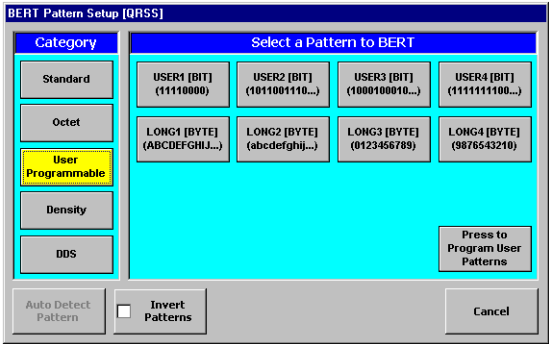 BERT Pattern Setup [QRSS]
Category
Select a Pattern to BERT
Standard
Octet
User
Programmable
Density
DDS
USER1 [BIT]
(11110000)
USER2 [BIT]
(1011001110...)
USER3 [BIT]
(1000100010...)
USER4 [BIT]
(1111111100...)
LONG1 [BYTE]
(ABCDEFGHIJ...)
LONG2 [BYTE]
(abcdefghij...)
LONG3 [BYTE]
(0123456789)
LONG4 [BYTE]
(9876543210)
Press to
Program User
Patterns
Auto Detect
Pattern
Invert
Patterns
Cancel